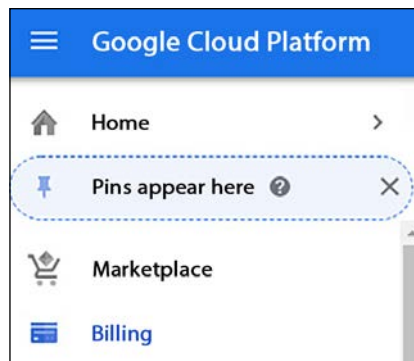 Google Cloud Platform
Home
Pins appear here
Marketplace
Billing